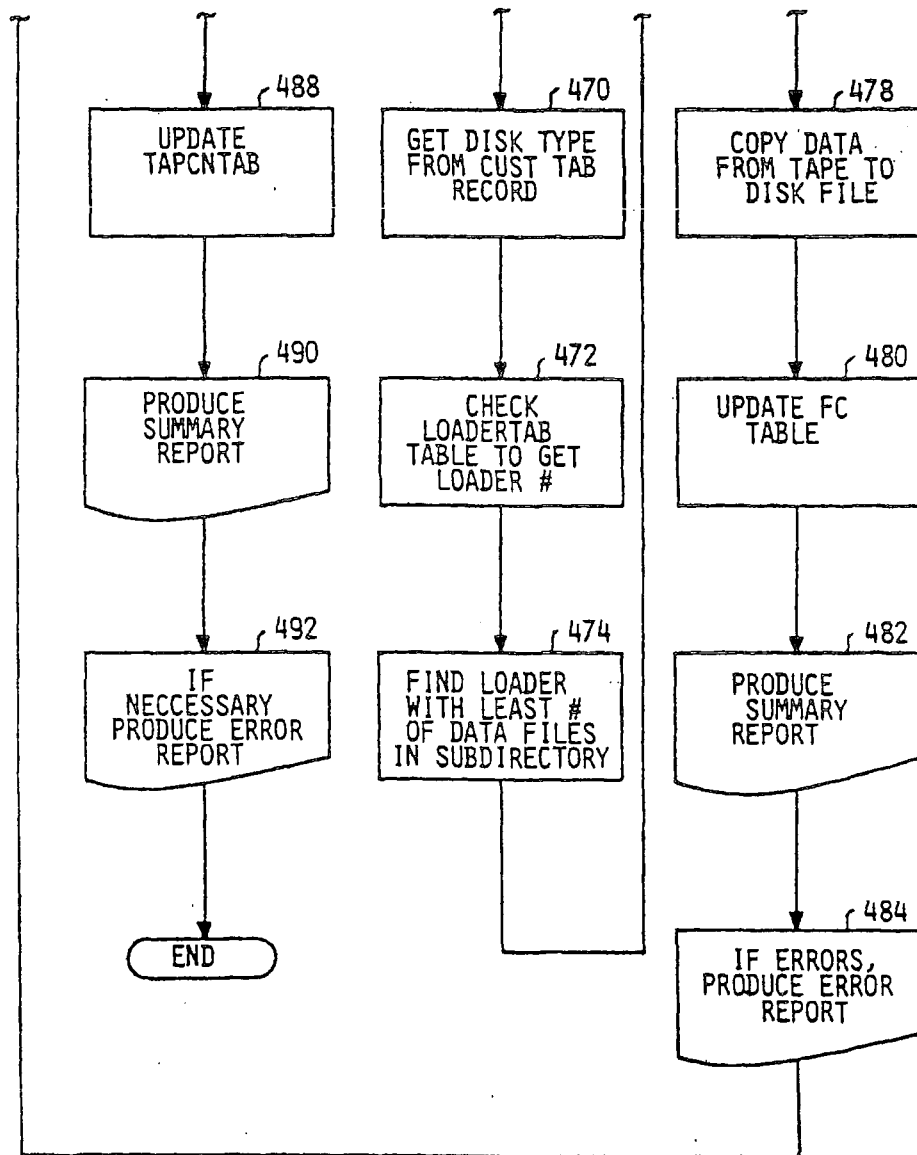 488
UPDATE
TAPCNTAB
490
PRODUCE
SUMMARY
REPORT
492
IF
NECCESSARY
PRODUCE ERROR
REPORT
END
470
GET DISK TYPE
FROM CUST TAB
RECORD
472
CHECK
LOADERTAB
TABLE TO GET
LOADER #
474
FIND LOADER
WITH LEAST #
OF DATA FILES
IN SUBDIRECTORY
478
COPY DATA
FROM TAPE TO
DISK FILE
480
UPDATE FC
TABLE
482
PRODUCE
SUMMARY
REPORT
484
IF ERRORS,
PRODUCE ERROR
REPORT